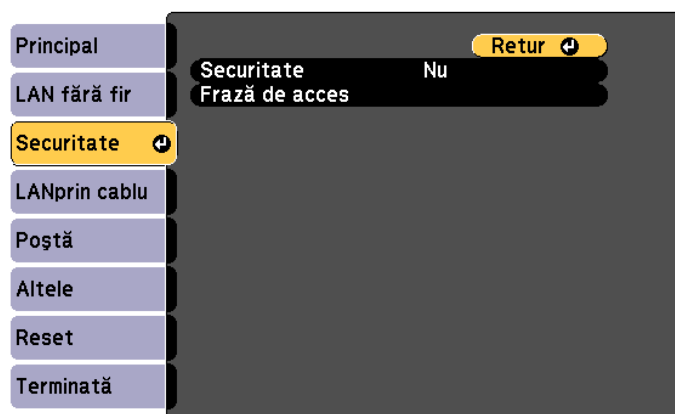 Principal
LAN fără fir
Securitate
LANprin cablu
Poştă
Altele
Reset
Terminată
Retur
Securitate Nu
Frază de acces